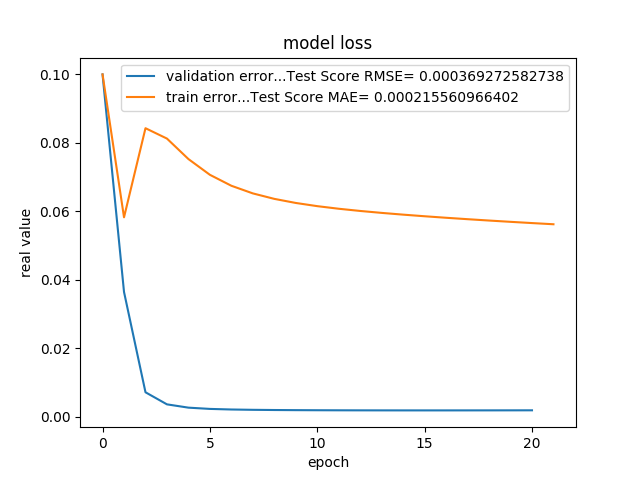 model loss
validation error...Test Score RMSE= 0.000369272582738
train error...Test Score MAE= 0.000215560966402
real value
0.10
0.08
0.06
0.04
0.02
0.00
0 5 10 15 20
epoch